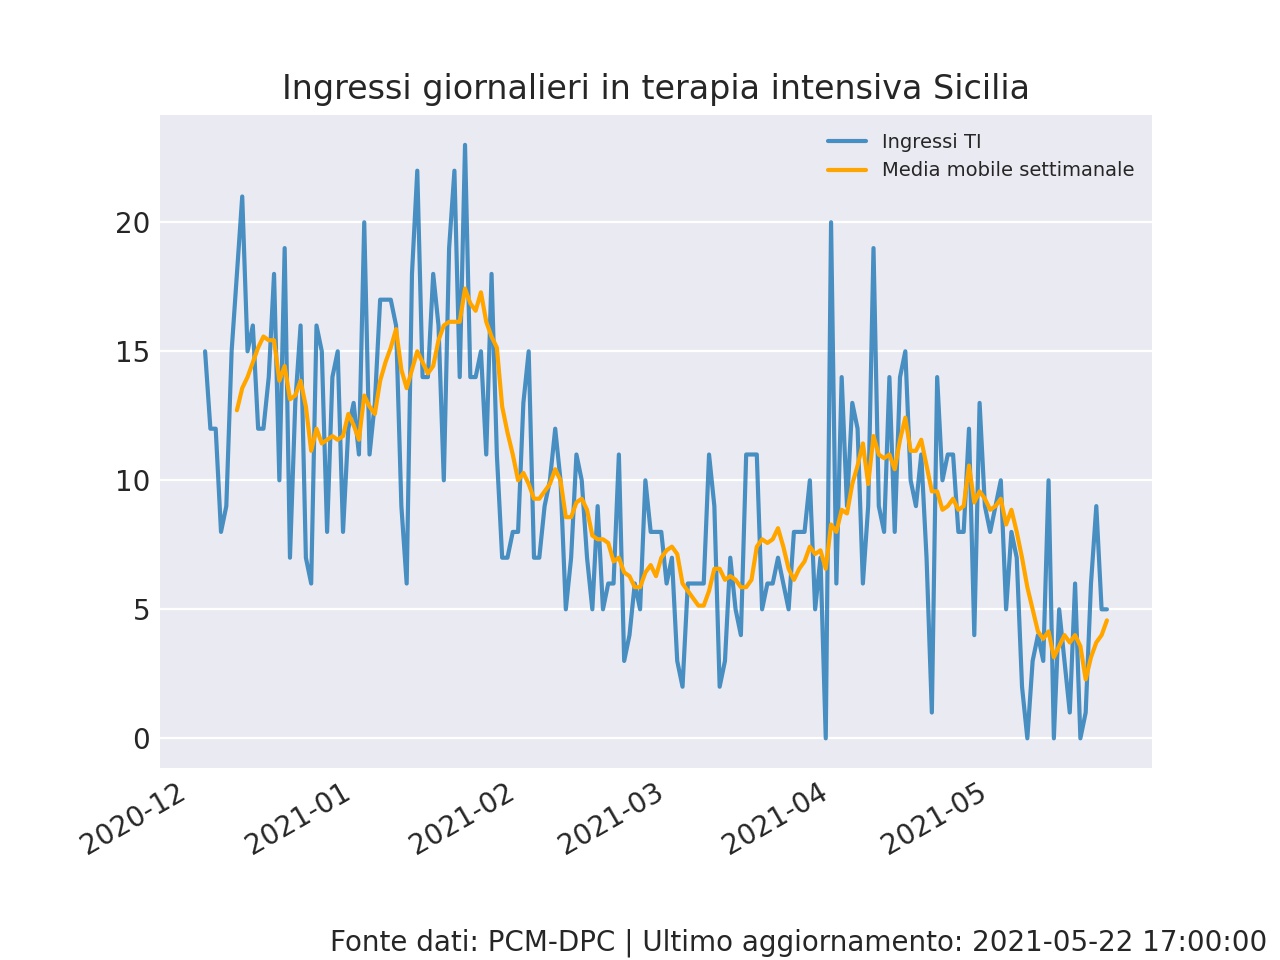 Ingressi giornalieri in terapia intensiva Sicilia
Ingressi TI
Media mobile settimanale
20
15
10
5
0
2020-12
2021-01
2021-02
2021-03
2021-04
2021-05
Fonte dati: PCM-DPC | Ultimo aggiornamento: 2021-05-22 17:00:00